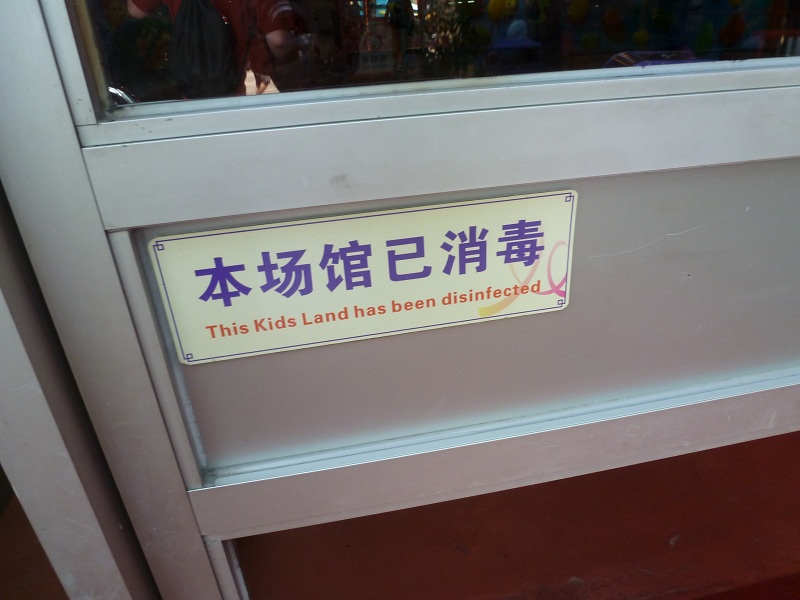 本场馆已消毒
This Kids Land has been disinfected